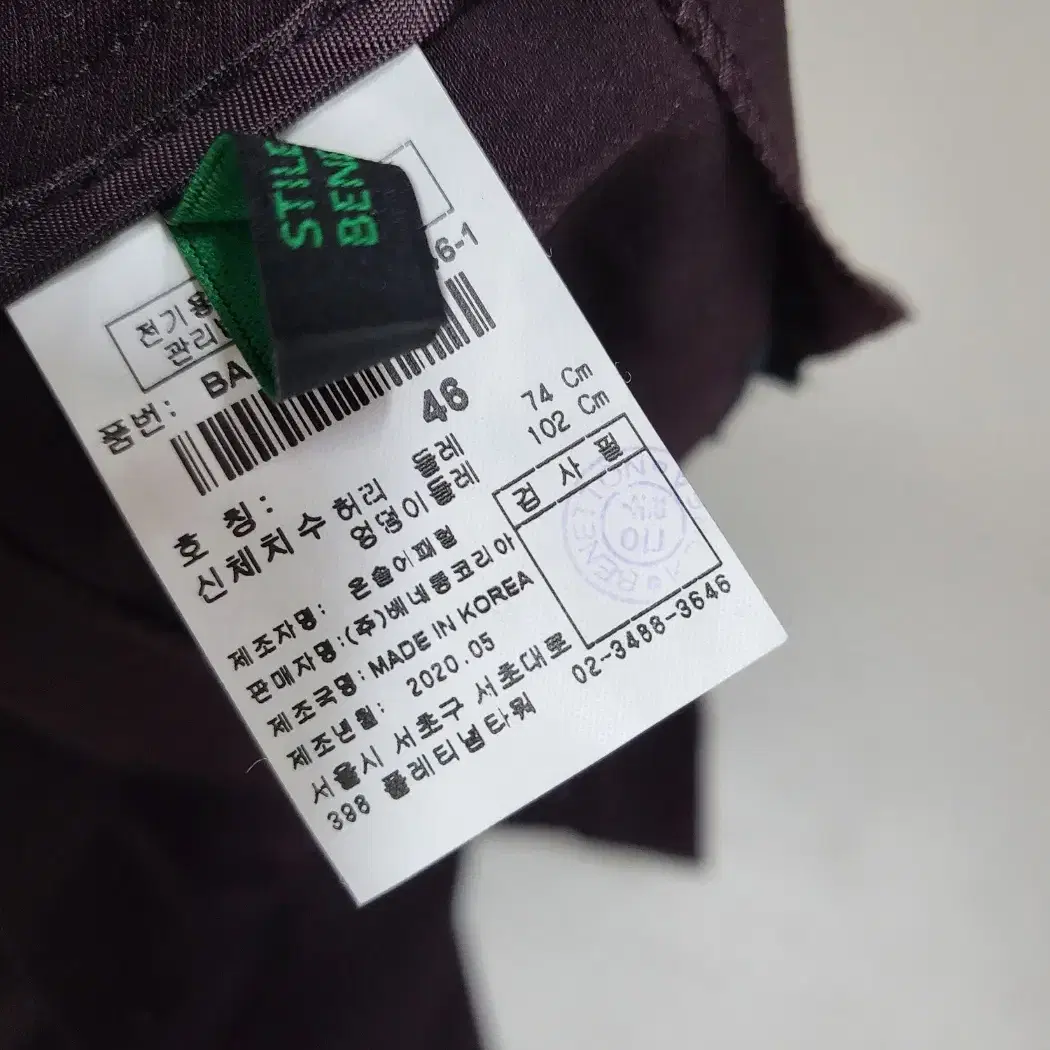 STILE
BENE
전기용
관리
품번: BA .6-1
호 칭: 46
신체치수 허리 둘레 74 Cm
엉덩이둘레 102 Cm
검 사 필
BENETTON
제조자명: 온솔어패럴
판매자명:(주)베네통코리아
제조국명:MADE IN KOREA
제조년월: 2020.05
서울시 서초구 서초대로
398 플래티넘타워
02-3488-3646